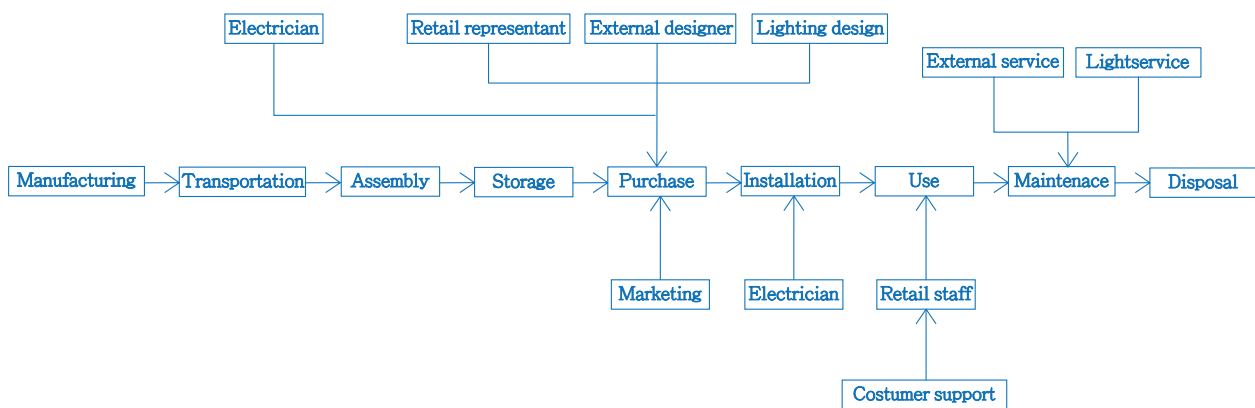 Electrician
Retail representant
External designer
Lighting design
External service
Lightservice
Manufacturing
Transportation
Assembly
Storage
Purchase
Installation
Use
Maintenace
Disposal
Marketing
Electrician
Retail staff
Costumer support